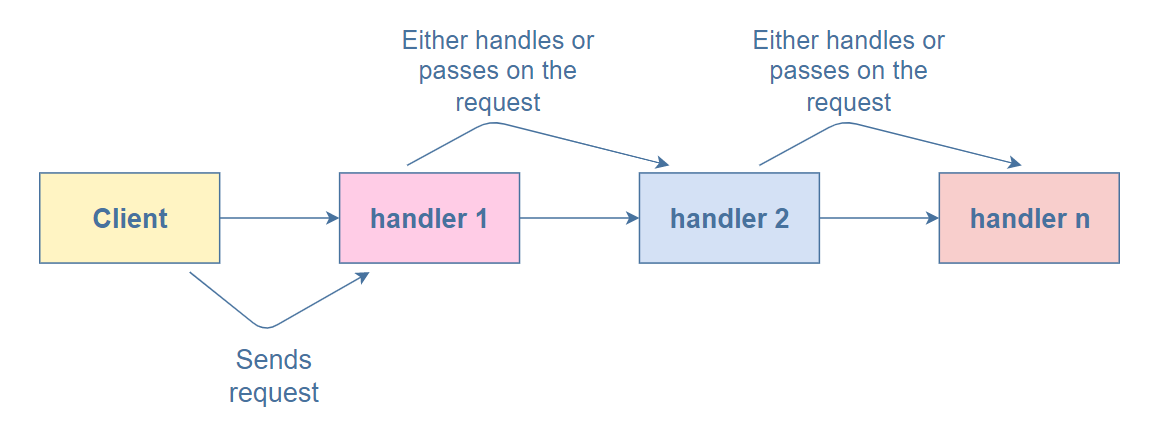 Either handles or
passes on the
request
Either handles or
passes on the
request
Client
handler 1
handler 2
handler n
Sends
request